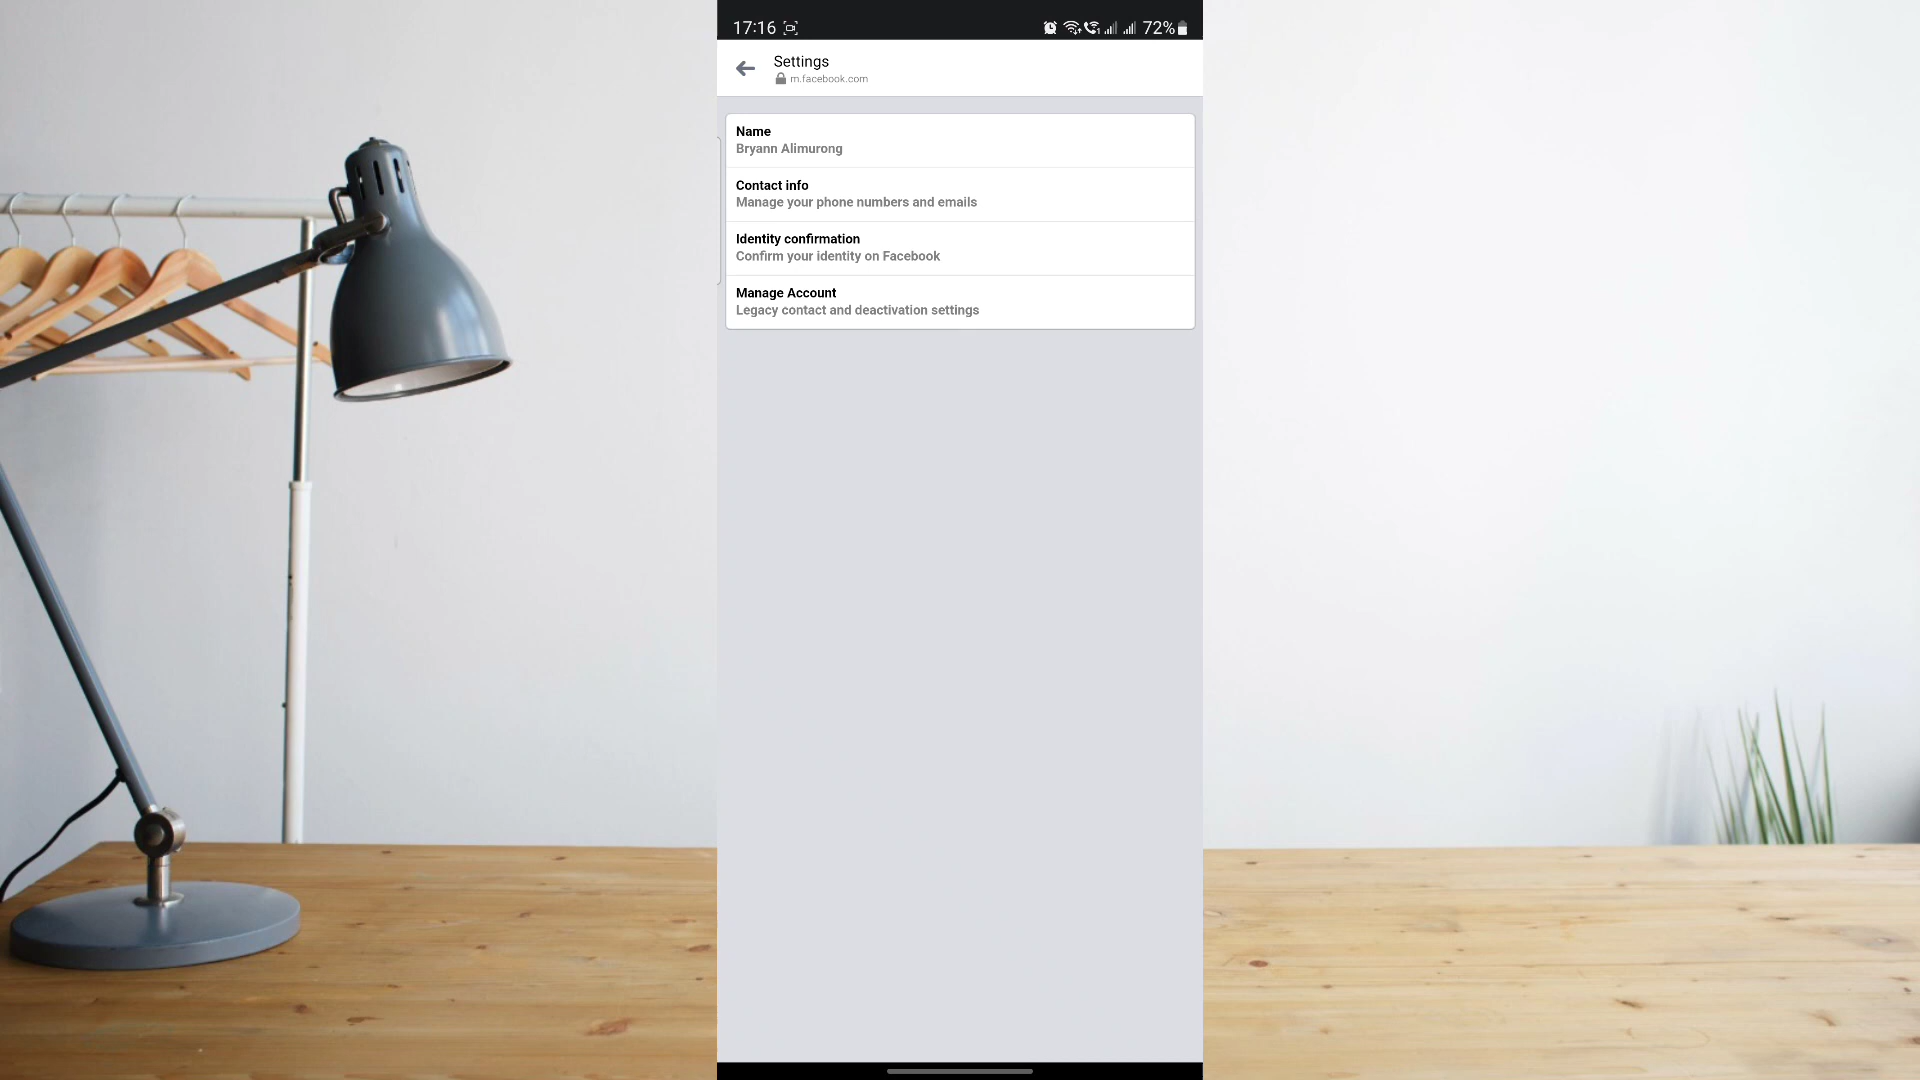 17:16 72%
Settings
m.facebook.com
Name
Bryann Alimurong
Contact info
Manage your phone numbers and emails
Identity confirmation
Confirm your identity on Facebook
Manage Account
Legacy contact and deactivation settings